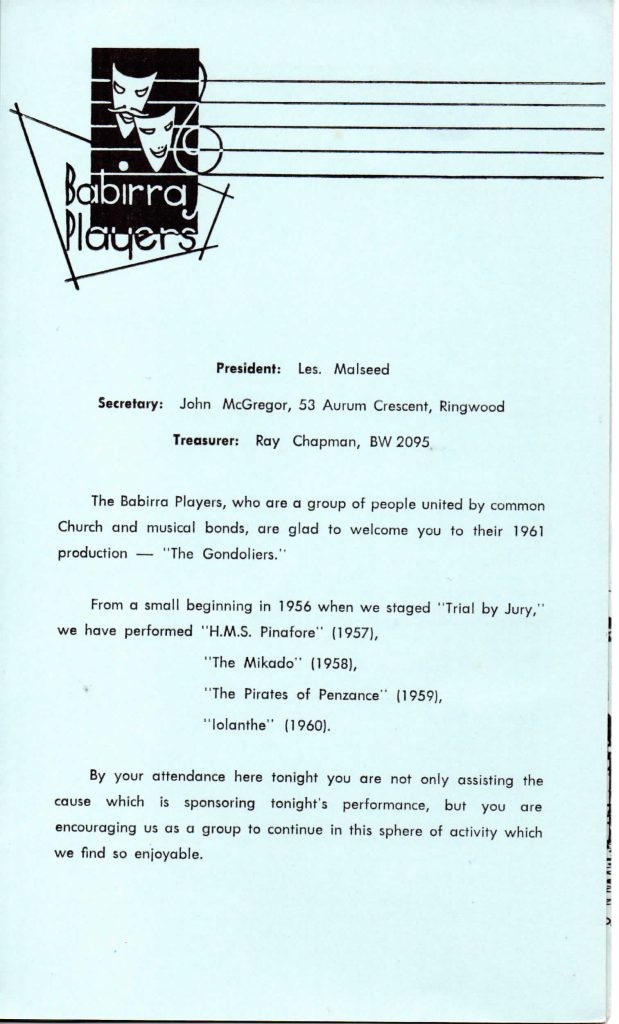 Babirra
Players
President: Les. Malseed
Secretary: John McGregor, 53 Aurum Crescent, Ringwood
Treasurer: Ray Chapman, BW 2095
The Babirra Players, who are a group of people united by common
Church and musical bonds, are glad to welcome you to their 1961
production — "The Gondoliers."
From a small beginning in 1956 when we staged "Trial by Jury,"
we have performed "H.M.S. Pinafore" (1957),
"The Mikado" (1958),
"The Pirates of Penzance" (1959),
"Iolanthe" (1960).
By your attendance here tonight you are not only assisting the
cause which is sponsoring tonight's performance, but you are
encouraging us as a group to continue in this sphere of activity which
we find so enjoyable.